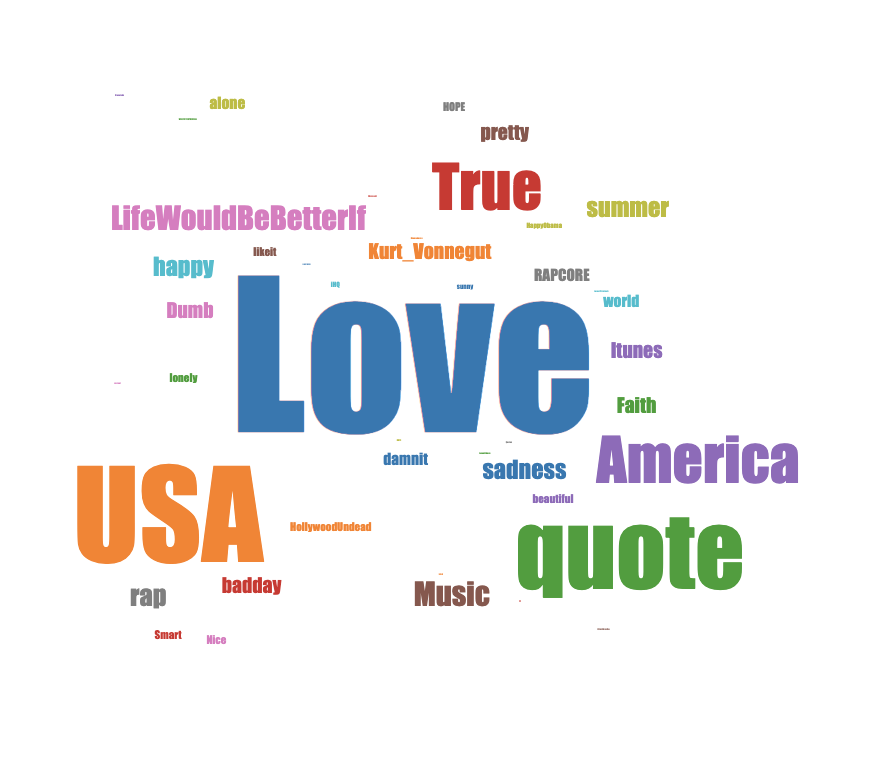 alone
HOPE
pretty
True
LifeWouldBeBetterIf
summer
HappyObama
Kurt_Vonnegut
likeit
happy
RAPCORE
sunny
world
Dumb
Love
Itunes
lonely
Faith
America
damnit
sadness
beautiful
USA
HollywoodUndead
quote
badday
rap
Music
Smart
Nice